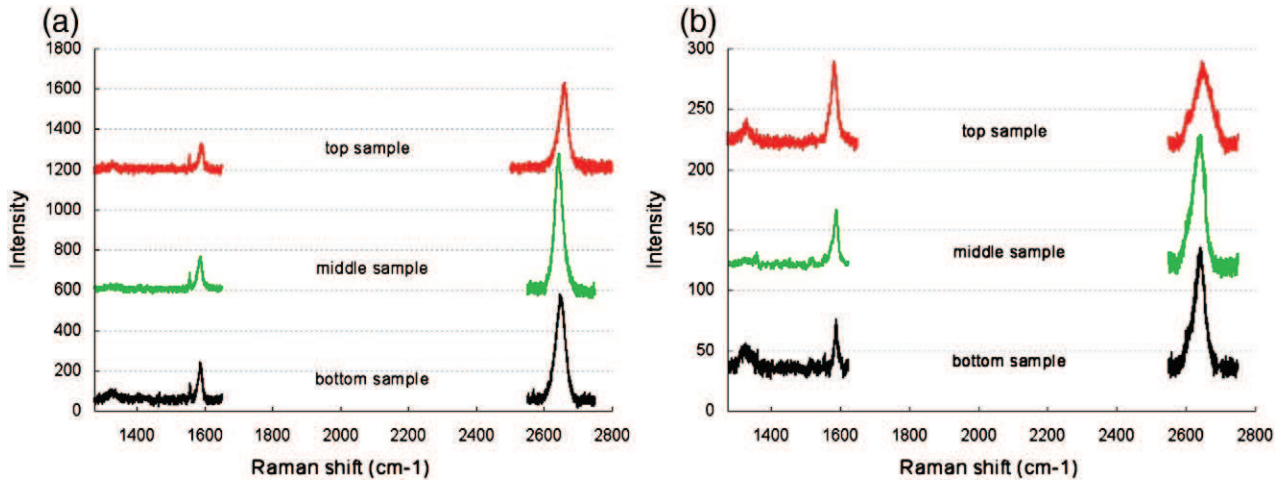 (a)
1800
1600
1400
1200
1000
800
600
400
200
0
Intensity
top sample
middle sample
bottom sample
1400 1600 1800 2000 2200 2400 2600 2800
Raman shift (cm-1)
(b)
300
250
200
150
100
50
0
Intensity
top sample
middle sample
bottom sample
1400 1600 1800 2000 2200 2400 2600 2800
Raman shift (cm-1)